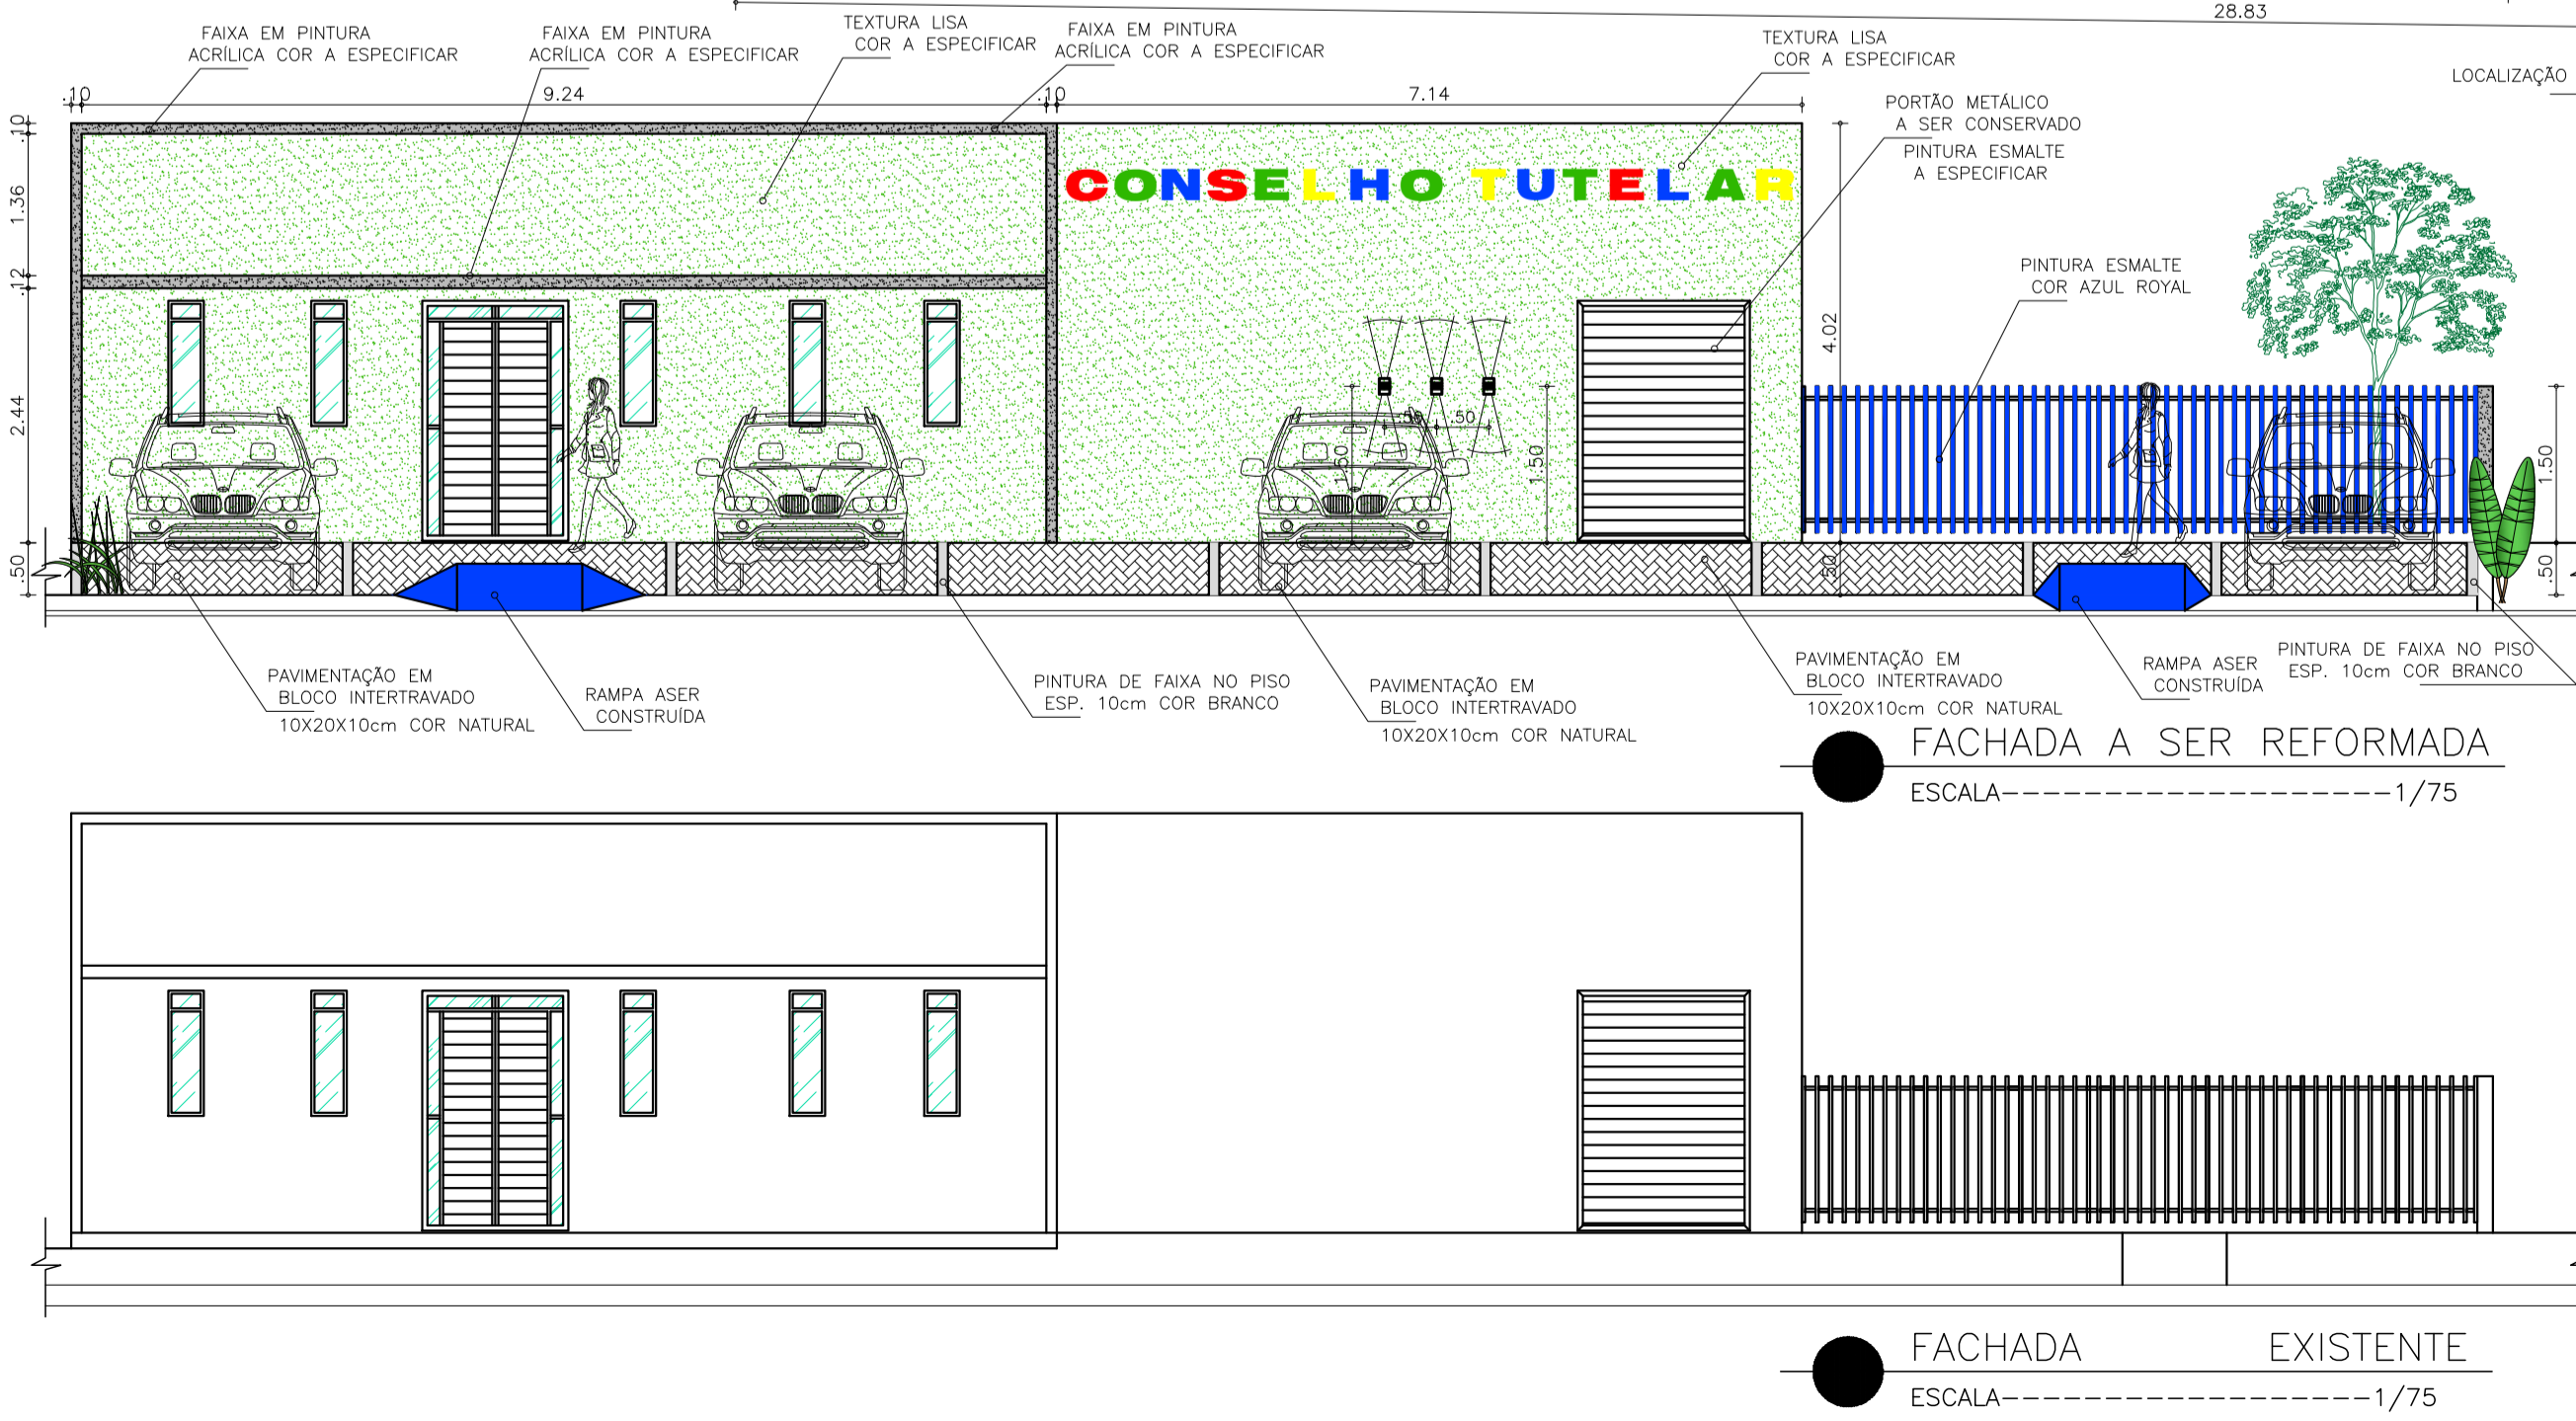 28.83
FAIXA EM PINTURA
ACRÍLICA COR A ESPECIFICAR
FAIXA EM PINTURA
ACRÍLICA COR A ESPECIFICAR
TEXTURA LISA
COR A ESPECIFICAR
FAIXA EM PINTURA
ACRÍLICA COR A ESPECIFICAR
TEXTURA LISA
COR A ESPECIFICAR
LOCALIZAÇÃO
PORTÃO METÁLICO
A SER CONSERVADO
PINTURA ESMALTE
A ESPECIFICAR
.10
9.24
.10
7.14
.10
1.36
.12
2.44
.50
CONSELHO TUTELAR
4.02
PINTURA ESMALTE
COR AZUL ROYAL
.50
1.50
1.50
.50
1.50
.50
PAVIMENTAÇÃO EM
BLOCO INTERTRAVADO
10X20X10cm COR NATURAL
RAMPA ASER
CONSTRUÍDA
PINTURA DE FAIXA NO PISO
ESP. 10cm COR BRANCO
PAVIMENTAÇÃO EM
BLOCO INTERTRAVADO
10X20X10cm COR NATURAL
PAVIMENTAÇÃO EM
BLOCO INTERTRAVADO
10X20X10cm COR NATURAL
RAMPA ASER
CONSTRUÍDA
PINTURA DE FAIXA NO PISO
ESP. 10cm COR BRANCO
FACHADA A SER REFORMADA
ESCALA-------------------1/75
FACHADA EXISTENTE
ESCALA------------------1/75